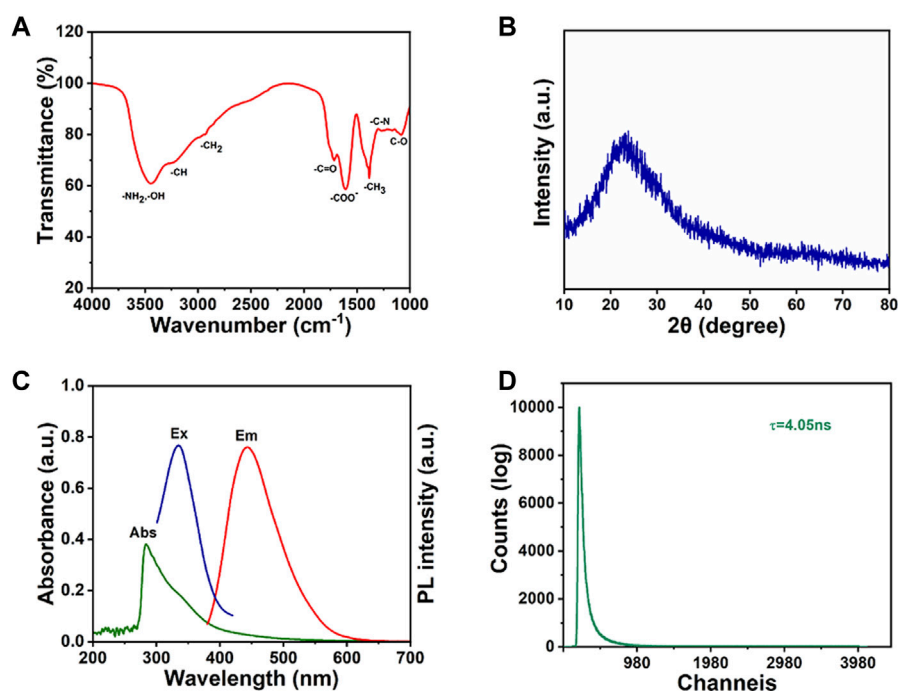 A
Transmittance (%)
120
100
80
60
40
20
-NH2,-OH
-CH
-CH2
-C=O
-COO-
-C-N
-CH3
C-O
4000 3500 3000 2500 2000 1500 1000
Wavenumber (cm-1)
B
Intensity (a.u.)
10 20 30 40 50 60 70 80
2θ (degree)
C
Absorbance (a.u.)
1.0
0.8
0.6
0.4
0.2
0.0
Ex
Em
Abs
PL intensity (a.u.)
200 300 400 500 600 700
Wavelength (nm)
D
Counts (log)
10000
8000
6000
4000
2000
0
τ=4.05ns
980 1980 2980 3980
Channeis